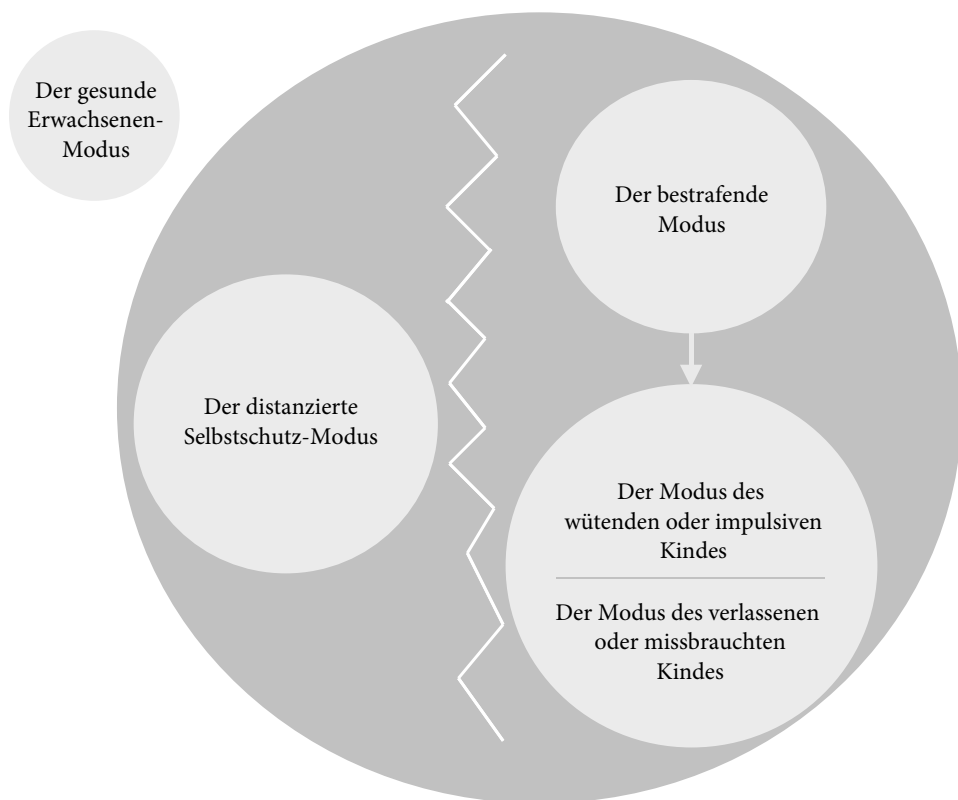 Der gesunde
Erwachsenen-
Modus
Der bestrafende
Modus
Der distanzierte
Selbstschutz-Modus
Der Modus des
wütenden oder impulsiven
Kindes
Der Modus des verlassenen
oder missbrauchten
Kindes